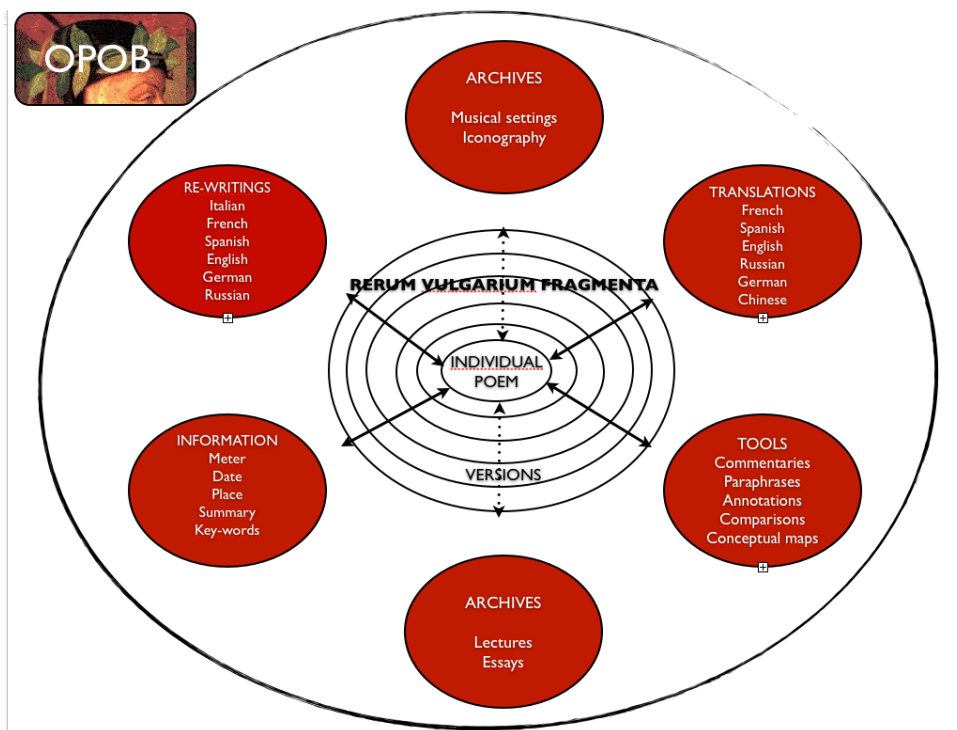 OPOB
ARCHIVES
Musical settings
Iconography
RE-WRITINGS
Italian
French
Spanish
English
German
Russian
TRANSLATIONS
French
Spanish
English
Russian
German
Chinese
RERUM VULGARIUM FRAGMENTA
INDIVIDUAL
POEM
VERSIONS
INFORMATION
Meter
Date
Place
Summary
Key-words
TOOLS
Commentaries
Paraphrases
Annotations
Comparisons
Conceptual maps
ARCHIVES
Lectures
Essays